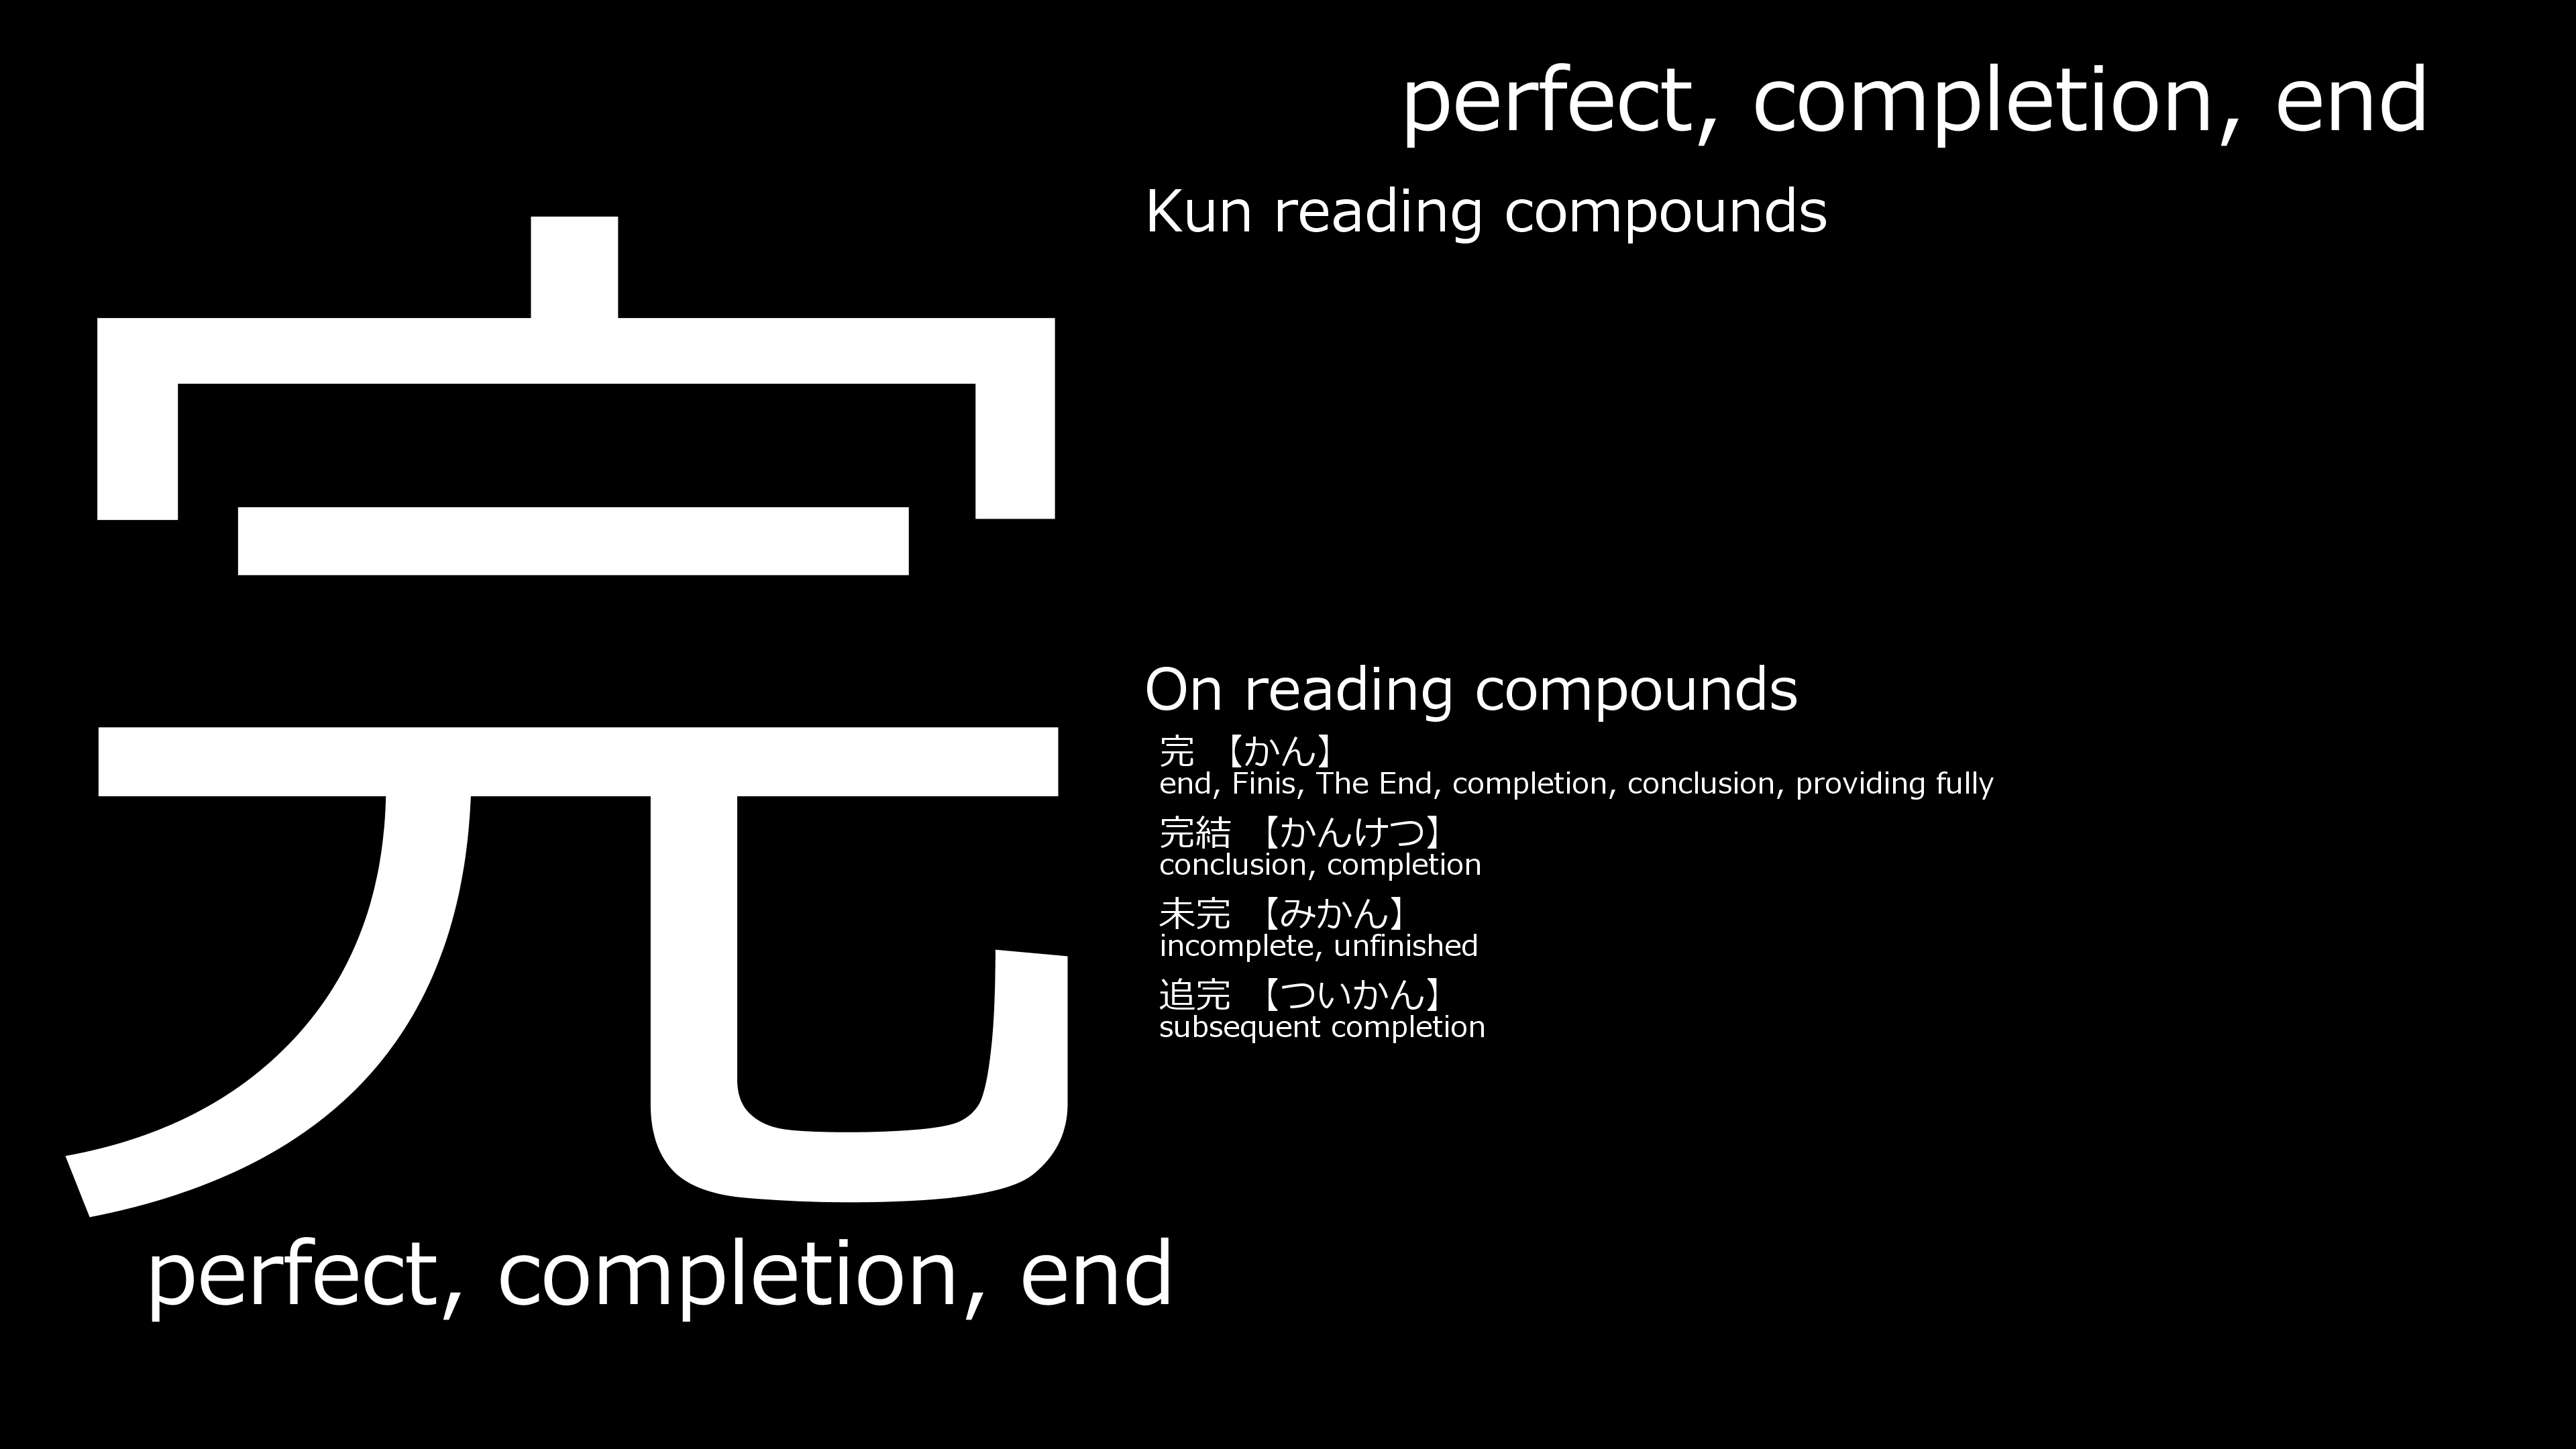 完
perfect, completion, end
perfect, completion, end
Kun reading compounds
On reading compounds
完 【かん】
end, Finis, The End, completion, conclusion, providing fully
完結 【かんけつ】
conclusion, completion
未完 【みかん】
incomplete, unfinished
追完 【ついかん】
subsequent completion